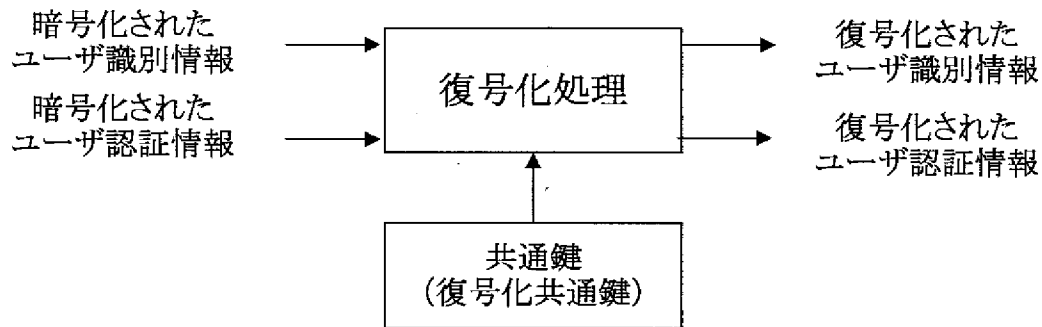 暗号化された
ユーザ識別情報
暗号化された
ユーザ認証情報
復号化処理
復号化された
ユーザ識別情報
復号化された
ユーザ認証情報
共通鍵
(復号化共通鍵)